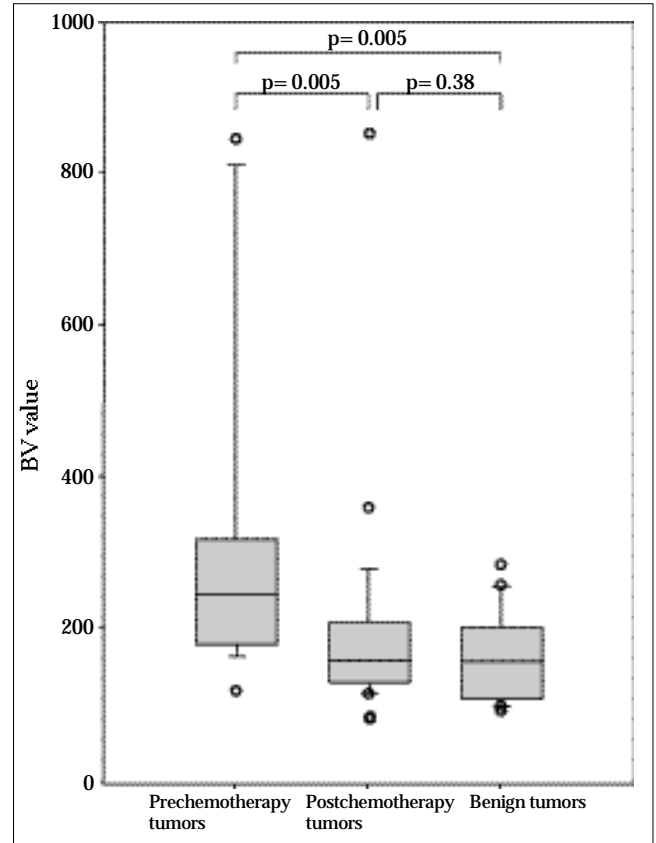 1000
p= 0.005
p= 0.005 p= 0.38
800
600
BV value
400
200
0
Prechemotherapy
tumors
Postchemotherapy
tumors
Benign tumors